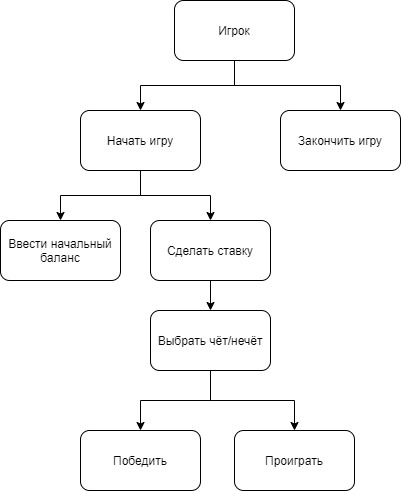 Игрок
Начать игру
Закончить игру
Ввести начальный
баланс
Сделать ставку
Выбрать чёт/нечёт
Победить
Проиграть